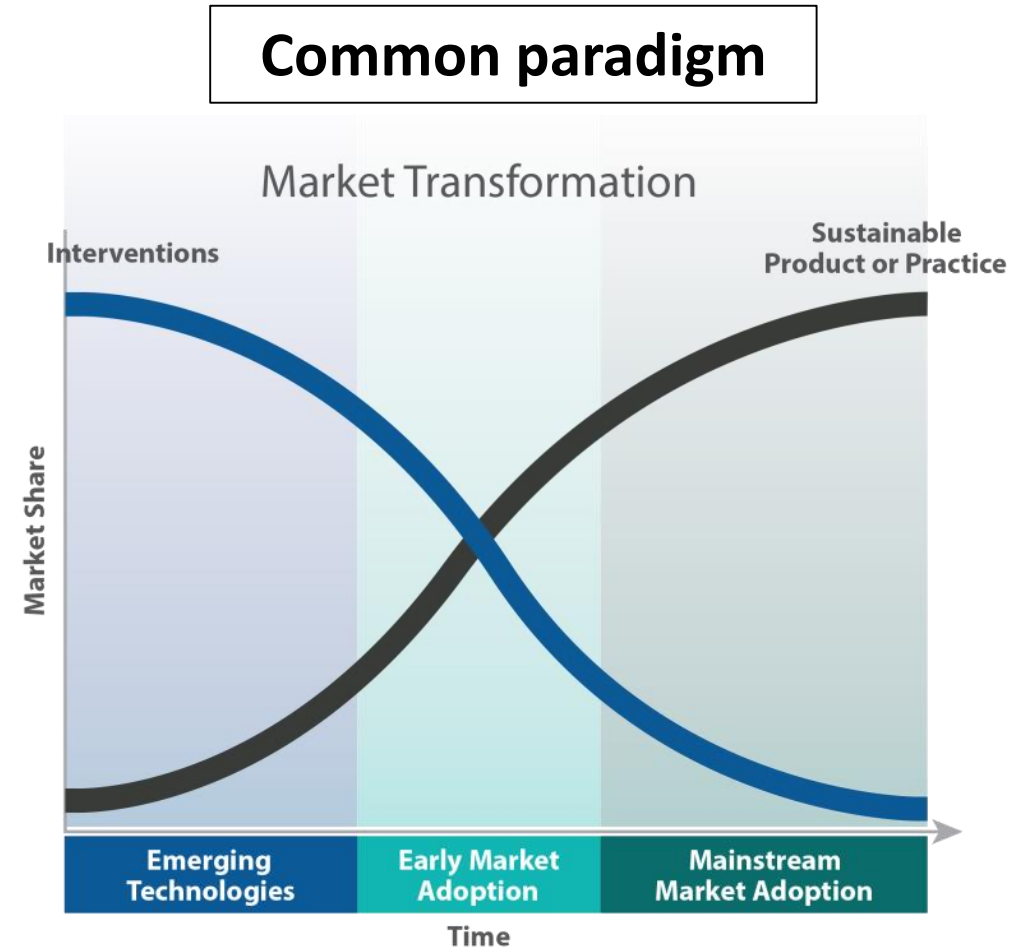 Common paradigm
Market Transformation
Interventions
Sustainable
Product or Practice
Market Share
Emerging
Technologies
Early Market
Adoption
Mainstream
Market Adoption
Time